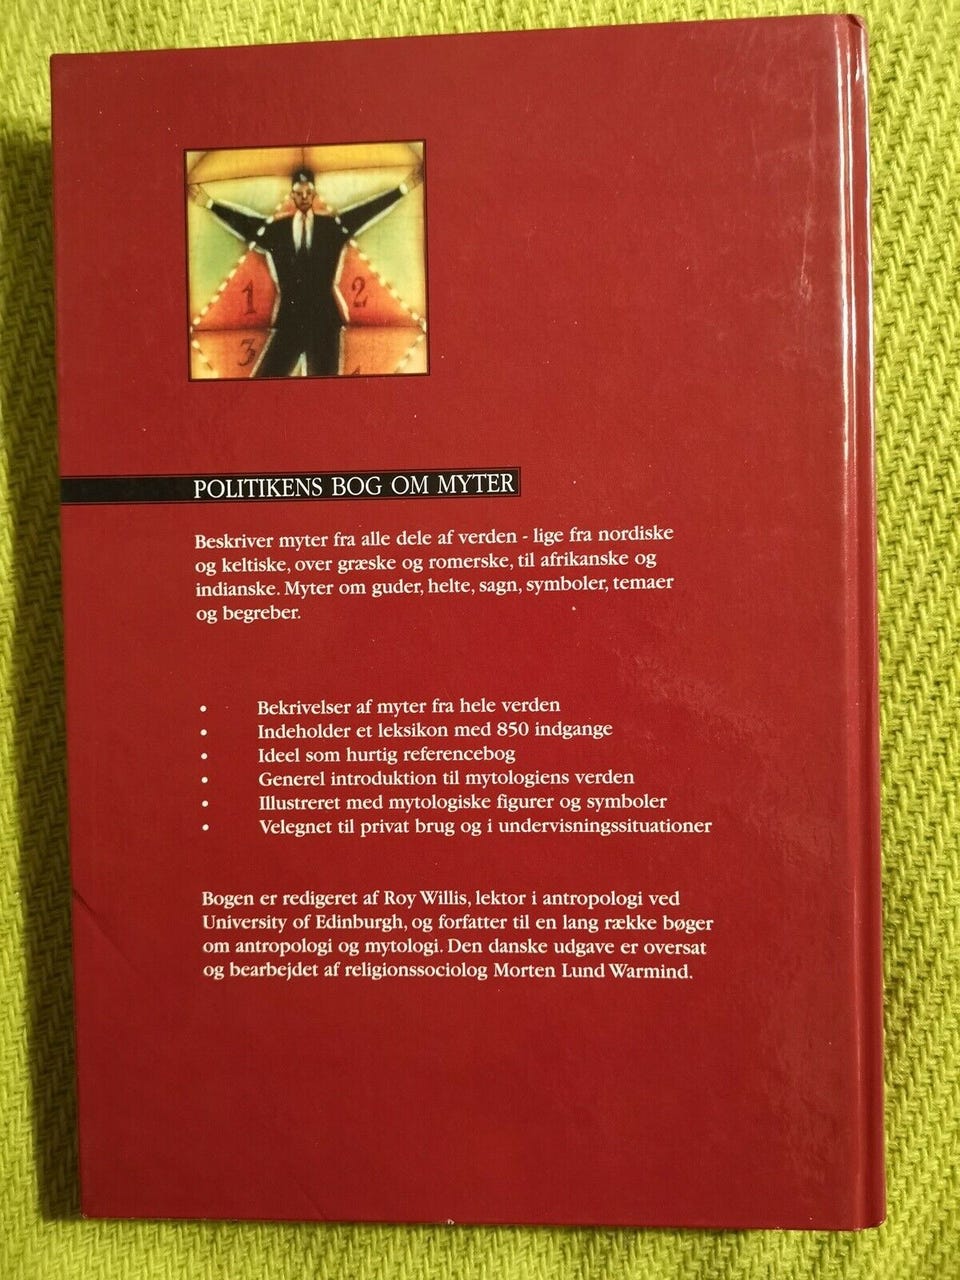 1
2
3
POLITIKENS BOG OM MYTER
Beskriver myter fra alle dele af verden - lige fra nordiske
og keltiske, over græske og romerske, til afrikanske og
indianske. Myter om guder, helte, sagn, symboler, temaer
og begreber.
• Bekrivelser af myter fra hele verden
• Indeholder et leksikon med 850 indgange
• Ideel som hurtig referencebog
• Generel introduktion til mytologiens verden
• Illustreret med mytologiske figurer og symboler
• Velegnet til privat brug og i undervisningssituationer
Bogen er redigeret af Roy Willis, lektor i antropologi ved
University of Edinburgh, og forfatter til en lang række bøger
om antropologi og mytologi. Den danske udgave er oversat
og bearbejdet af religionssociolog Morten Lund Warmind.